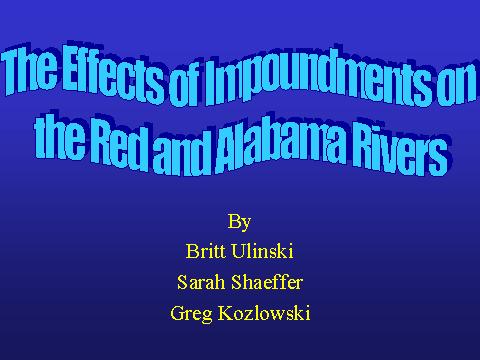 The Effects of Impoundments on
the Red and Alabama Rivers
By
Britt Ulinski
Sarah Shaeffer
Greg Kozlowski